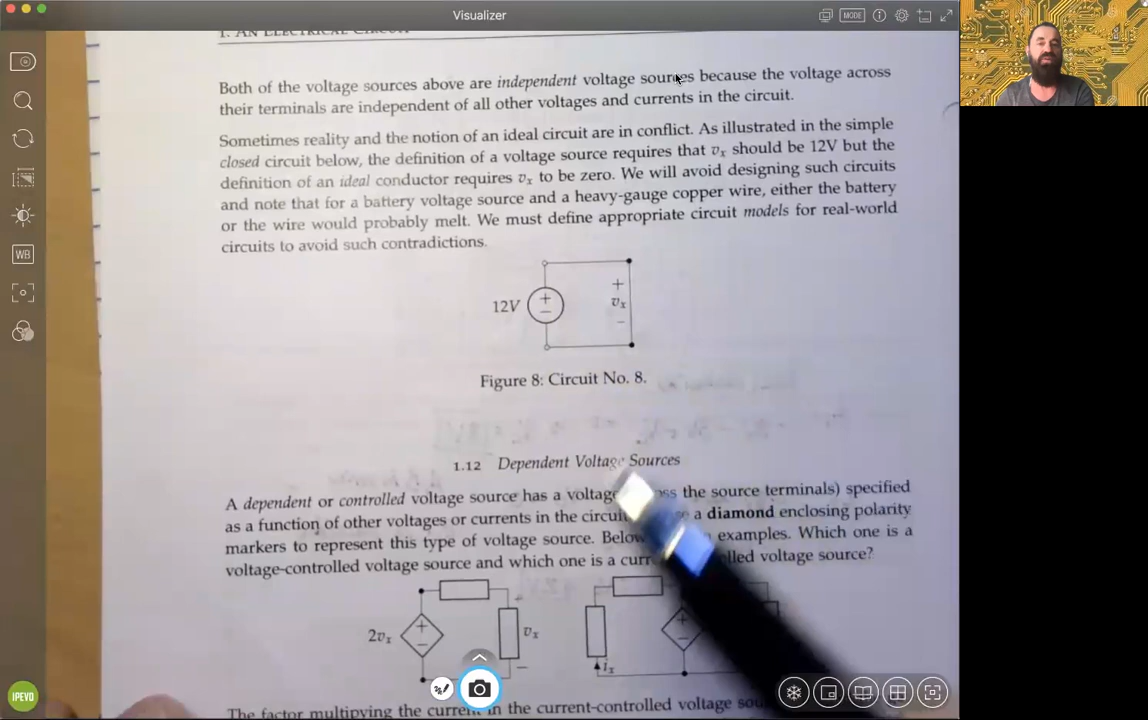 Visualizer
MODE
1. AN ELECTRICAL CIRCUIT
Both of the voltage sources above are independent voltage sources because the voltage across
their terminals are independent of all other voltages and currents in the circuit.
Sometimes reality and the notion of an ideal circuit are in conflict. As illustrated in the simple
closed circuit below, the definition of a voltage source requires that vx should be 12V but the
definition of an ideal conductor requires vx to be zero. We will avoid designing such circuits
and note that for a battery voltage source and a heavy-gauge copper wire, either the battery
or the wire would probably melt. We must define appropriate circuit models for real-world
circuits to avoid such contradictions.
12V
+
−
+
vx
−
Figure 8: Circuit No. 8.
1.12 Dependent Voltage Sources
A dependent or controlled voltage source has a voltage the source terminals) specified
as a function of other voltages or currents in the circuit a diamond enclosing polarity
markers to represent this type of voltage source. Below examples. Which one is a
voltage-controlled voltage source and which one is a voltage source?
2vx
+
−
vx
−
ix
+
−
The factor multipying the current in the current-controlled voltage
WB
IPEVO